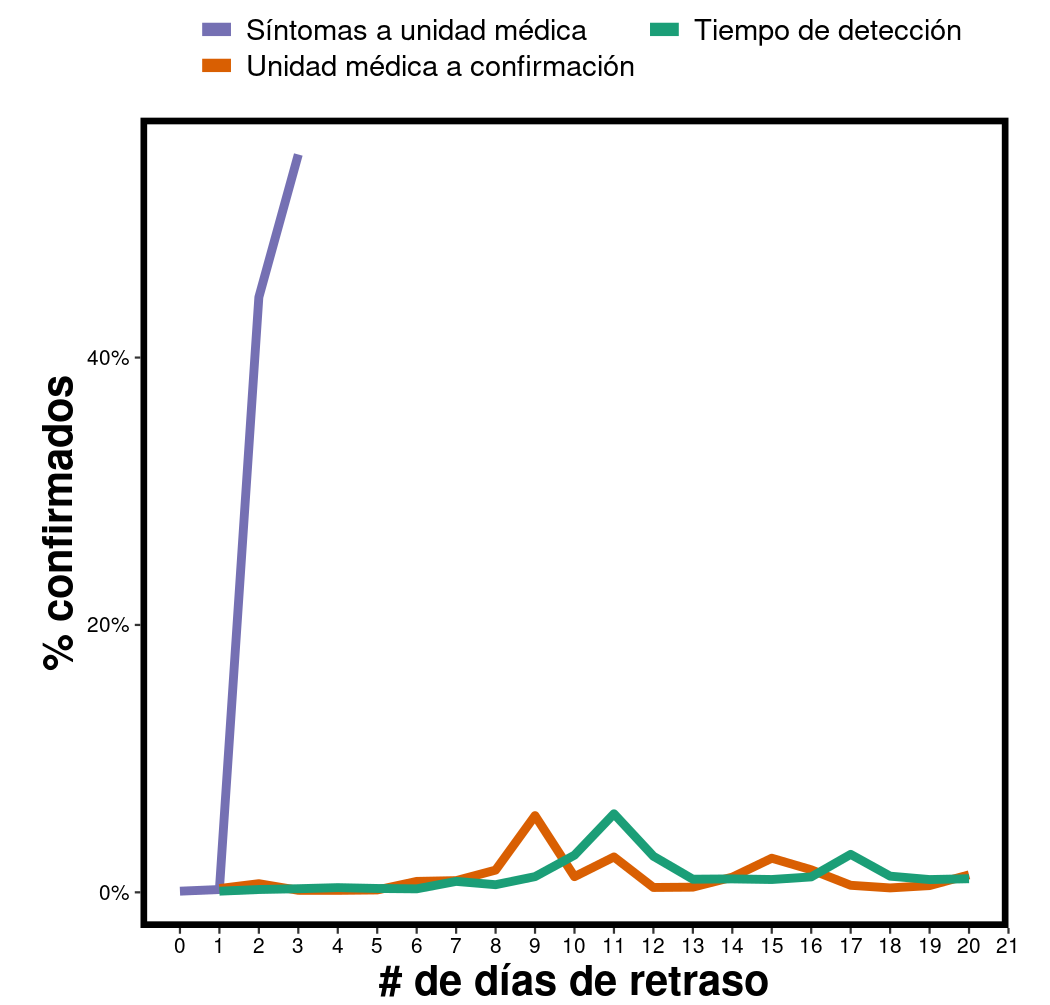 Síntomas a unidad médica
Tiempo de detección
Unidad médica a confirmación
% confirmados
40%
20%
0%
0 1 2 3 4 5 6 7 8 9 10 11 12 13 14 15 16 17 18 19 20 21
# de días de retraso